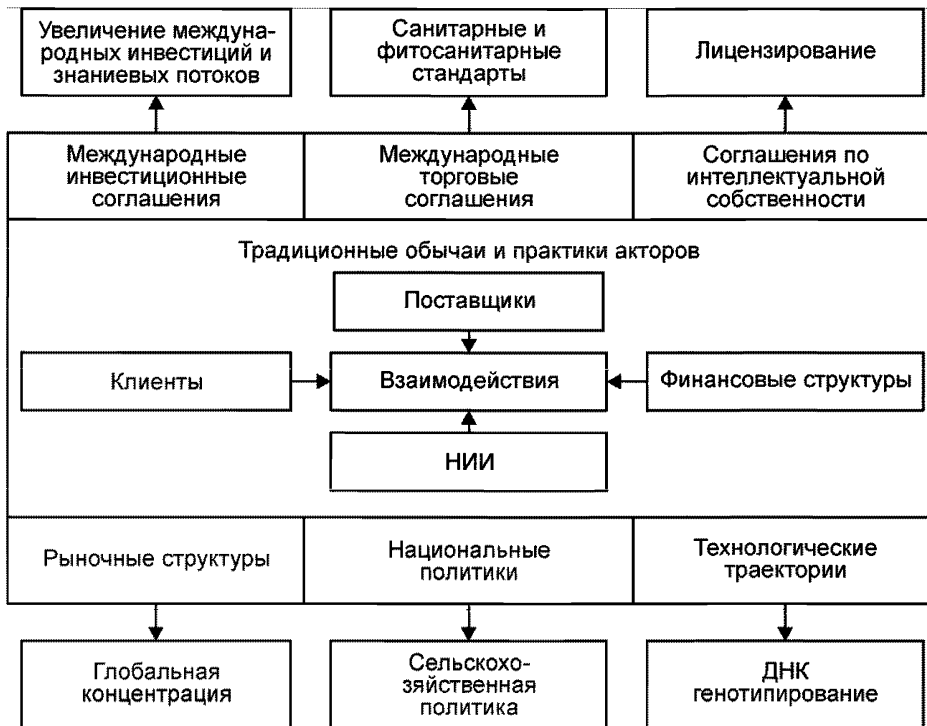 Увеличение междуна-
родных инвестиций и
знаниевых потоков
Санитарные и
фитосанитарные
стандарты
Лицензирование
Международные
инвестиционные
соглашения
Международные
торговые
соглашения
Соглашения по
интеллектуальной
собственности
Традиционные обычаи и практики акторов
Поставщики
Клиенты
Взаимодействия
Финансовые структуры
НИИ
Рыночные структуры
Национальные
политики
Технологические
траектории
Глобальная
концентрация
Сельскохо-
зяйственная
политика
ДНК
генотипирование